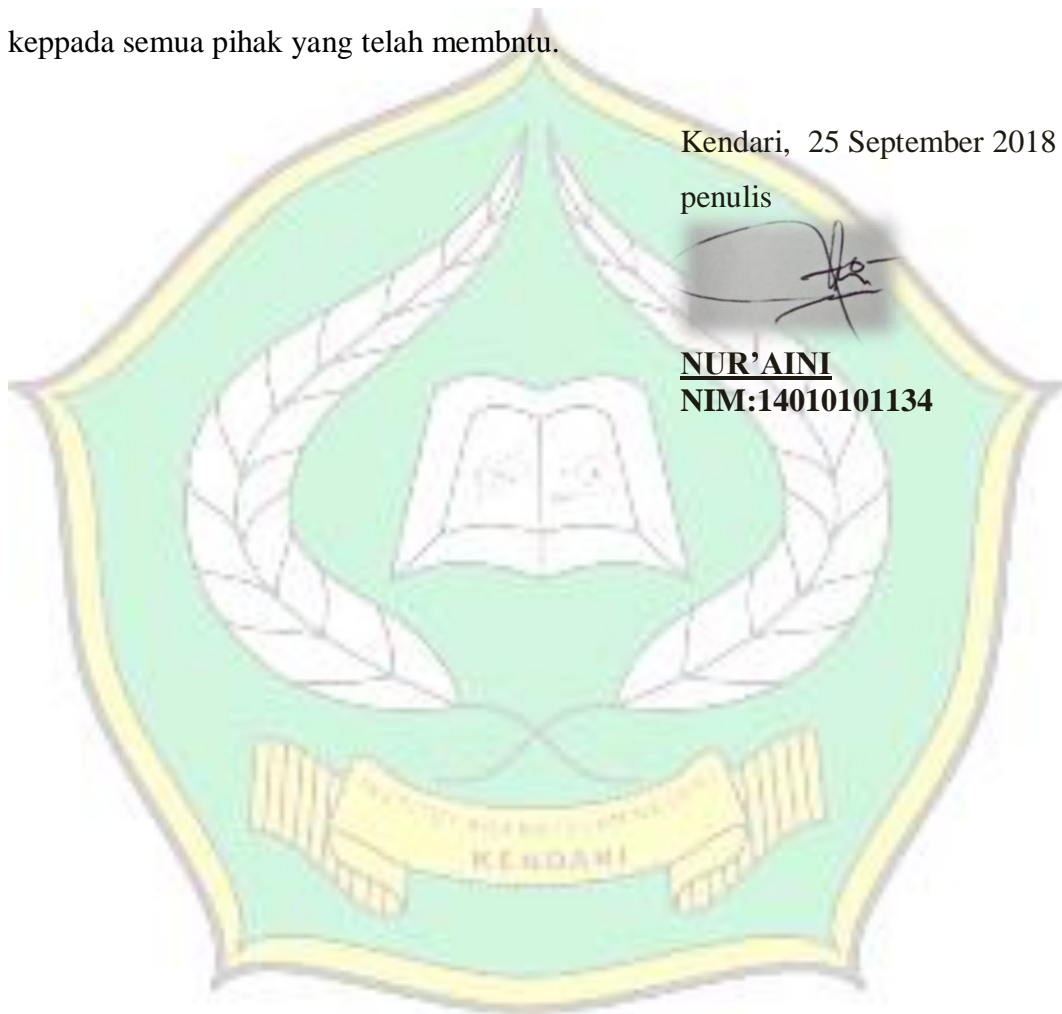 keppada semua pihak yang telah membntu.
Kendari,  25 September 2018
penulis
NUR’AINI
NIM:14010101134
KENDARI